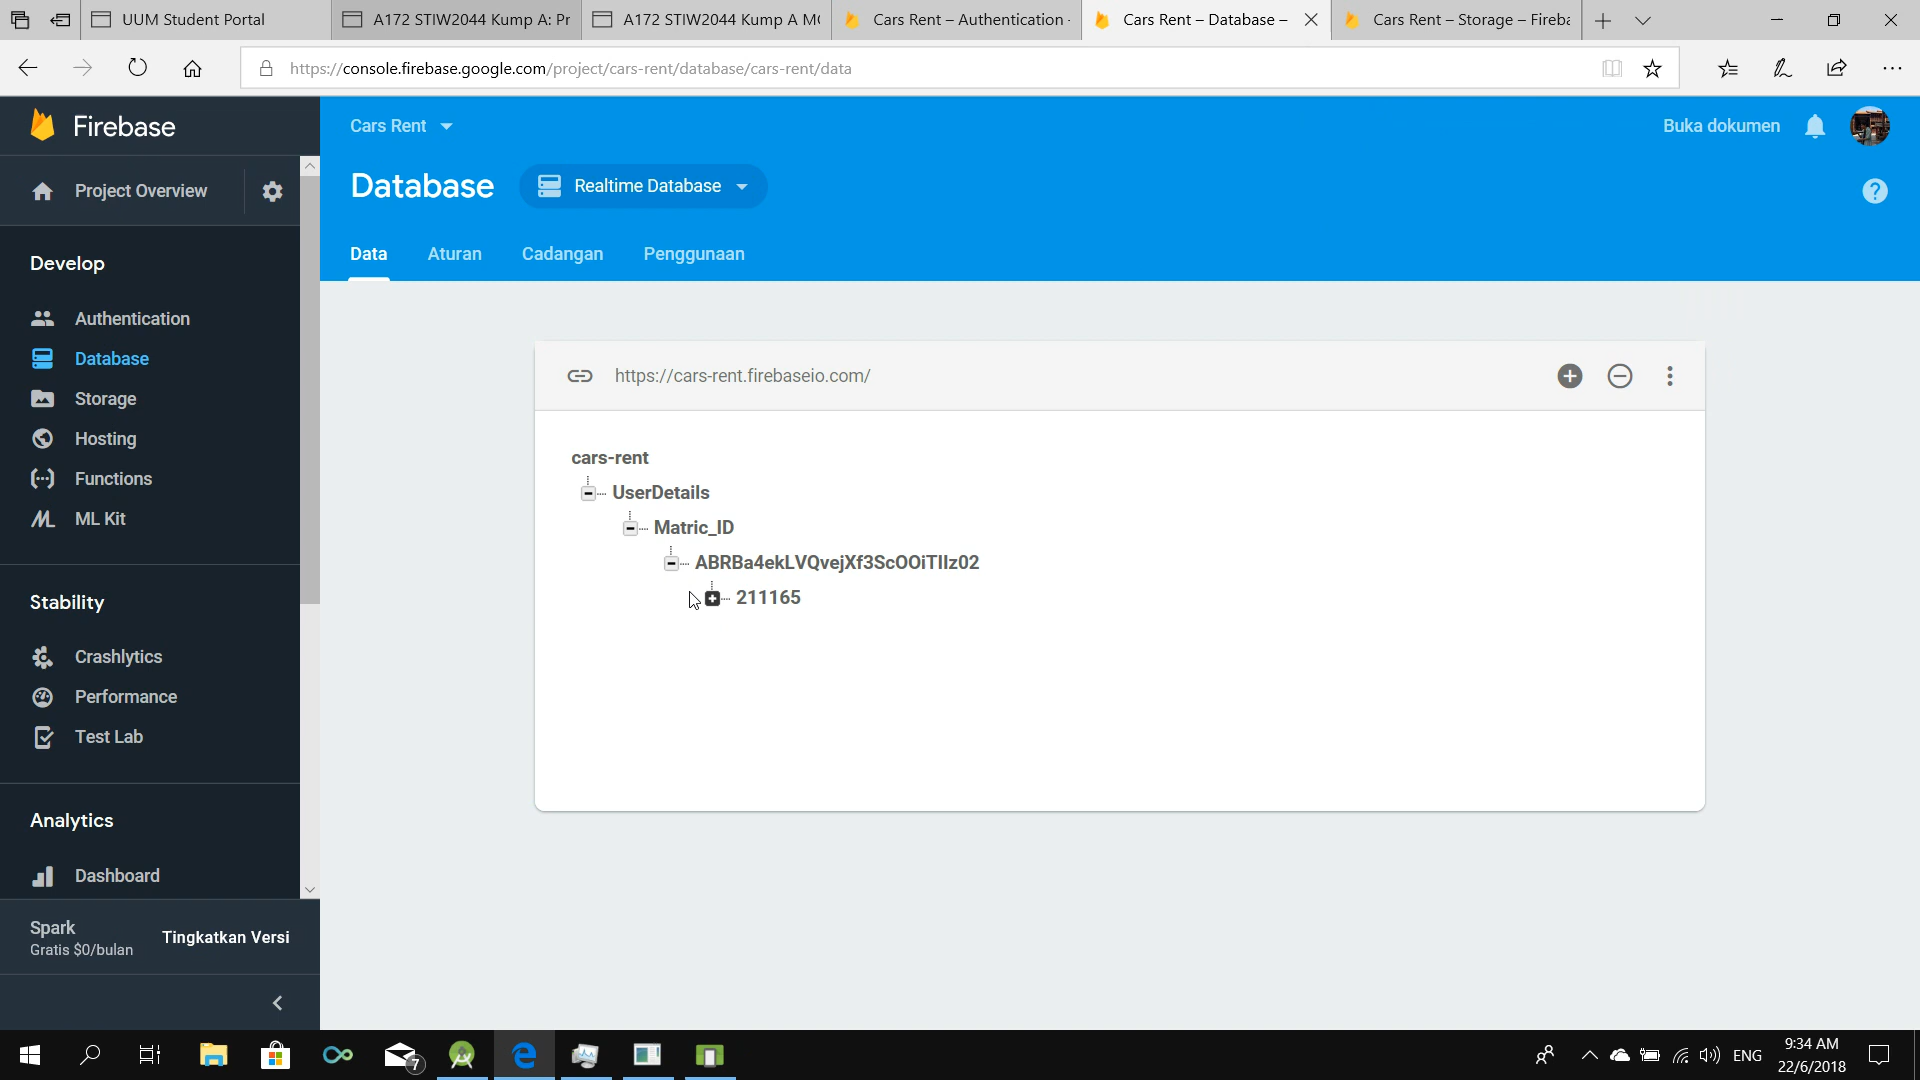 UUM Student Portal
A172 STIW2044 Kump A: Pr
A172 STIW2044 Kump A M
Cars Rent – Authentication
Cars Rent – Database –
Cars Rent – Storage – Fireba
https://console.firebase.google.com/project/cars-rent/database/cars-rent/data
Firebase
Cars Rent
Buka dokumen
Project Overview
Database
Realtime Database
?
Data
Aturan
Cadangan
Penggunaan
Develop
Authentication
Database
Storage
Hosting
Functions
ML Kit
https://cars-rent.firebaseio.com/
cars-rent
UserDetails
Matric_ID
ABRBa4ekLVQvejXf3ScOOiTIIz02
211165
Stability
Crashlytics
Performance
Test Lab
Analytics
Dashboard
Spark
Gratis $0/bulan
Tingkatkan Versi
7
ENG
9:34 AM
22/6/2018